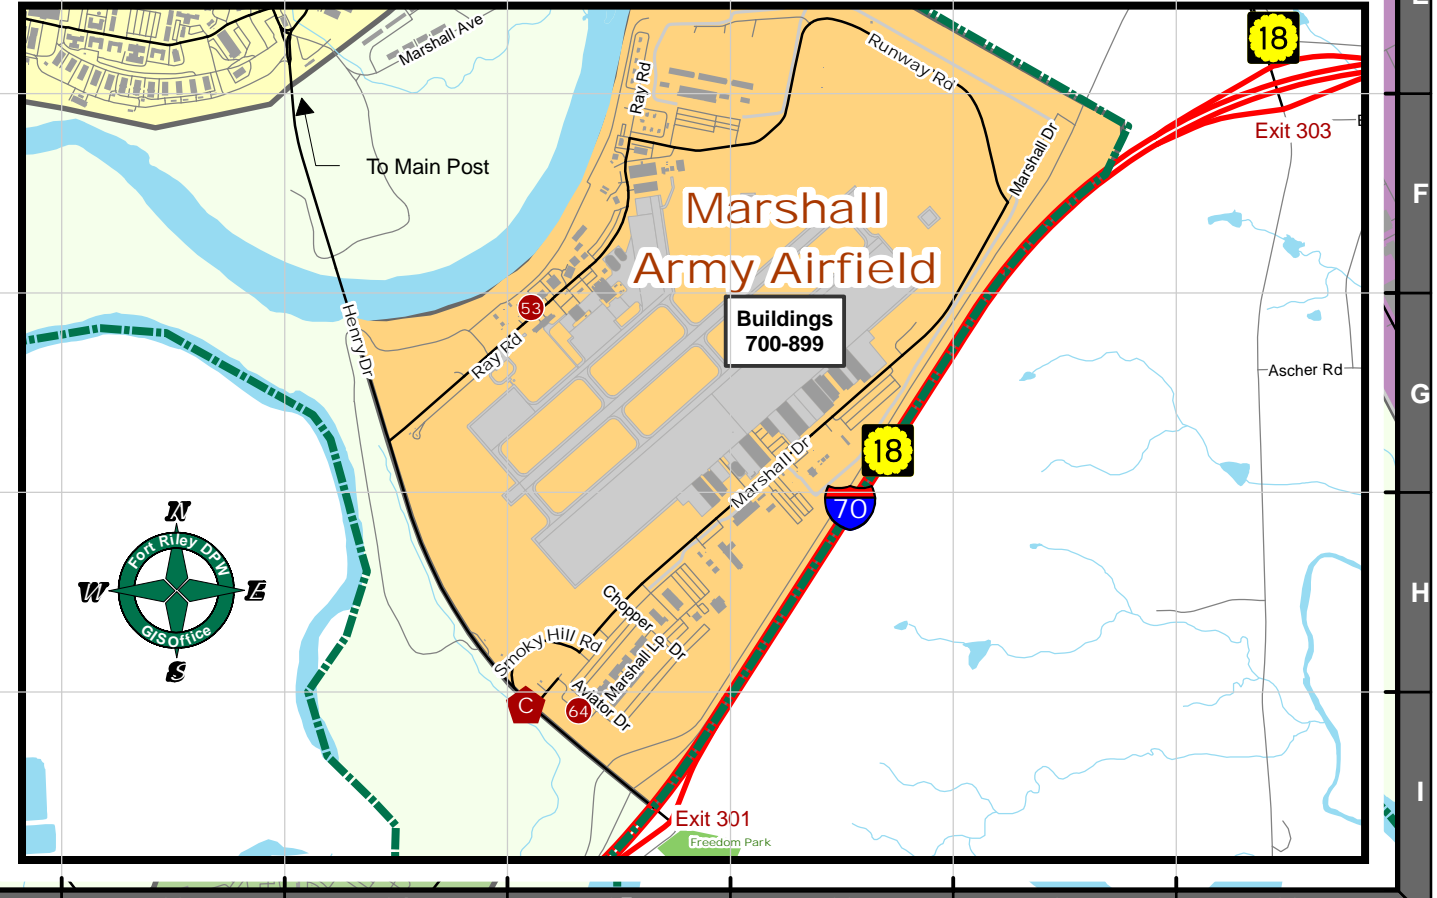 18
Marshall Ave
Runway Rd
Ray Rd
Exit 303
To Main Post
Marshall Dr
F
Marshall
Army Airfield
53
Buildings
700-899
Henry Dr
Ray Rd
Ascher Rd
G
18
Marshall Dr
70
N
Fort Riley DPW
W
E
GIS Office
S
H
Chopper Dr
Smoky Hill Rd
Marshall Lp
Aviator Dr
C
64
I
Exit 301
Freedom Park